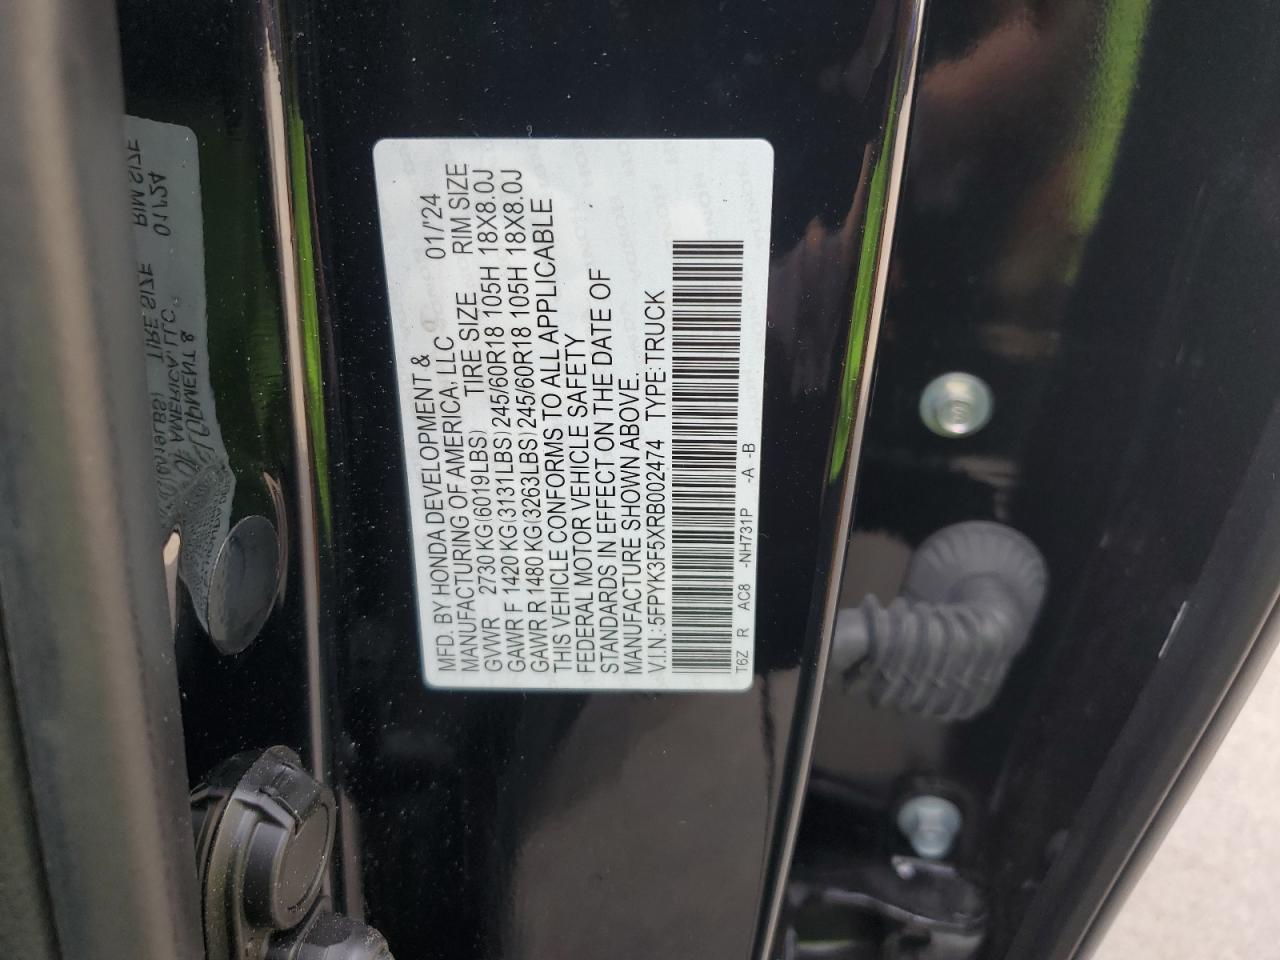 MFD. BY HONDA DEVELOPMENT &
MANUFACTURING OF AMERICA, LLC 01/'24
GVWR 2730 KG(6019LBS) TIRE SIZE RIM SIZE
GAWR F 1420 KG(3131LBS) 245/60R18 105H 18X8.0J
GAWR R 1480 KG(3263LBS) 245/60R18 105H 18X8.0J
THIS VEHICLE CONFORMS TO ALL APPLICABLE
FEDERAL MOTOR VEHICLE SAFETY
STANDARDS IN EFFECT ON THE DATE OF
MANUFACTURE SHOWN ABOVE.
V.I.N.: 5FPYK3F5XRB002474 TYPE: TRUCK
T6Z R AC8 -NH731P -A -B